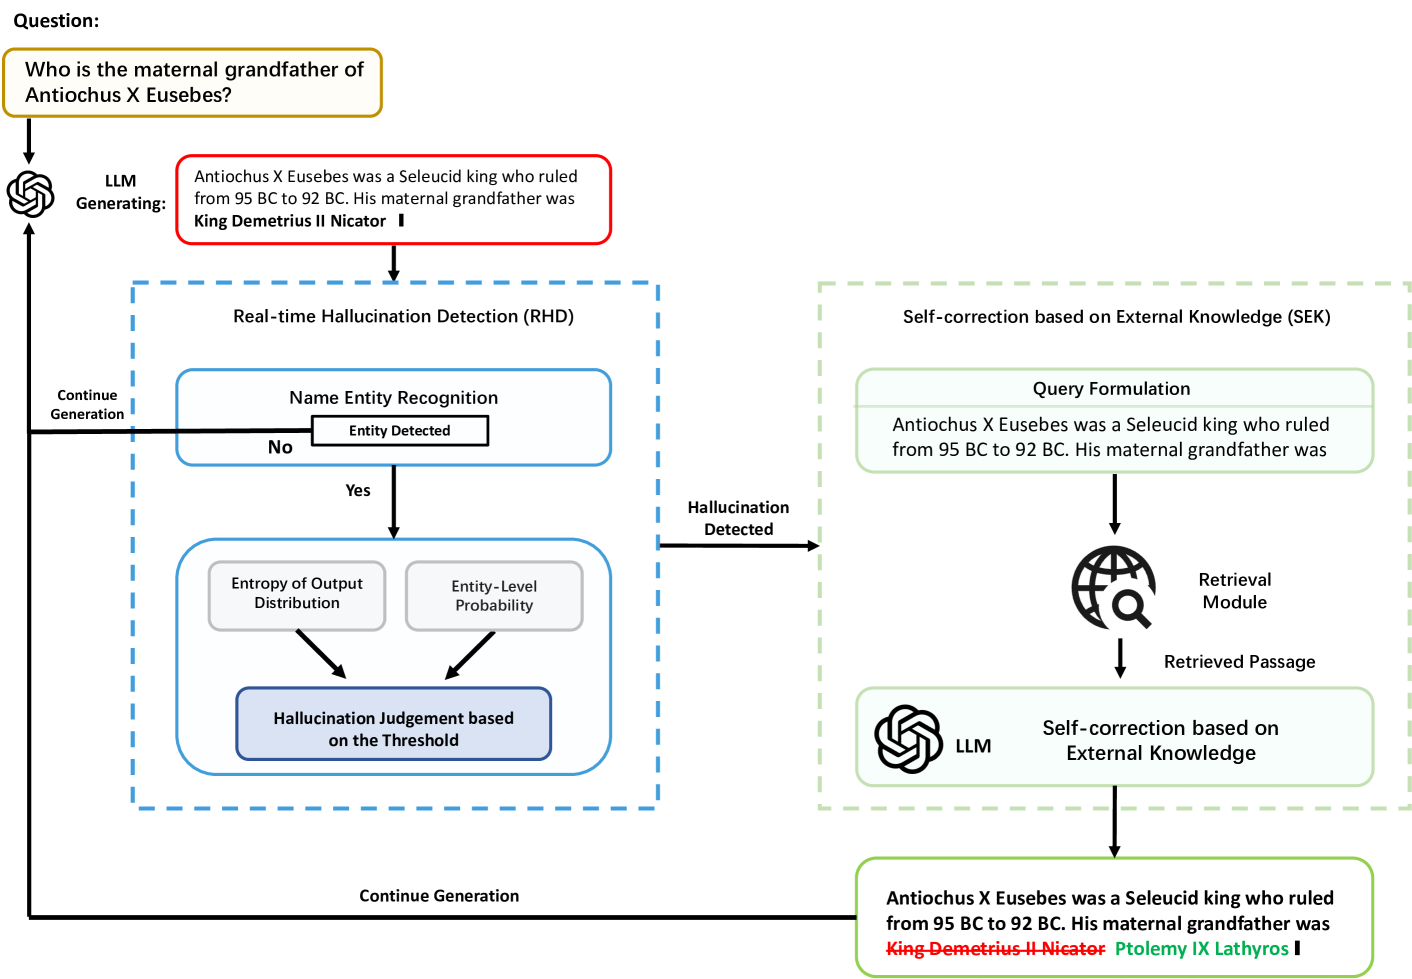 Question:
Who is the maternal grandfather of
Antiochus X Eusebes?
LLM
Generating:
Antiochus X Eusebes was a Seleucid king who ruled
from 95 BC to 92 BC. His maternal grandfather was
King Demetrius II Nicator
Real-time Hallucination Detection (RHD)
Name Entity Recognition
Entity Detected
Continue
Generation
No
Yes
Entropy of Output
Distribution
Entity-Level
Probability
Hallucination Judgement based
on the Threshold
Hallucination
Detected
Self-correction based on External Knowledge (SEK)
Query Formulation
Antiochus X Eusebes was a Seleucid king who ruled
from 95 BC to 92 BC. His maternal grandfather was
Retrieval
Module
Retrieved Passage
LLM
Self-correction based on
External Knowledge
Continue Generation
Antiochus X Eusebes was a Seleucid king who ruled
from 95 BC to 92 BC. His maternal grandfather was
King Demetrius II Nicator Ptolemy IX Lathyros